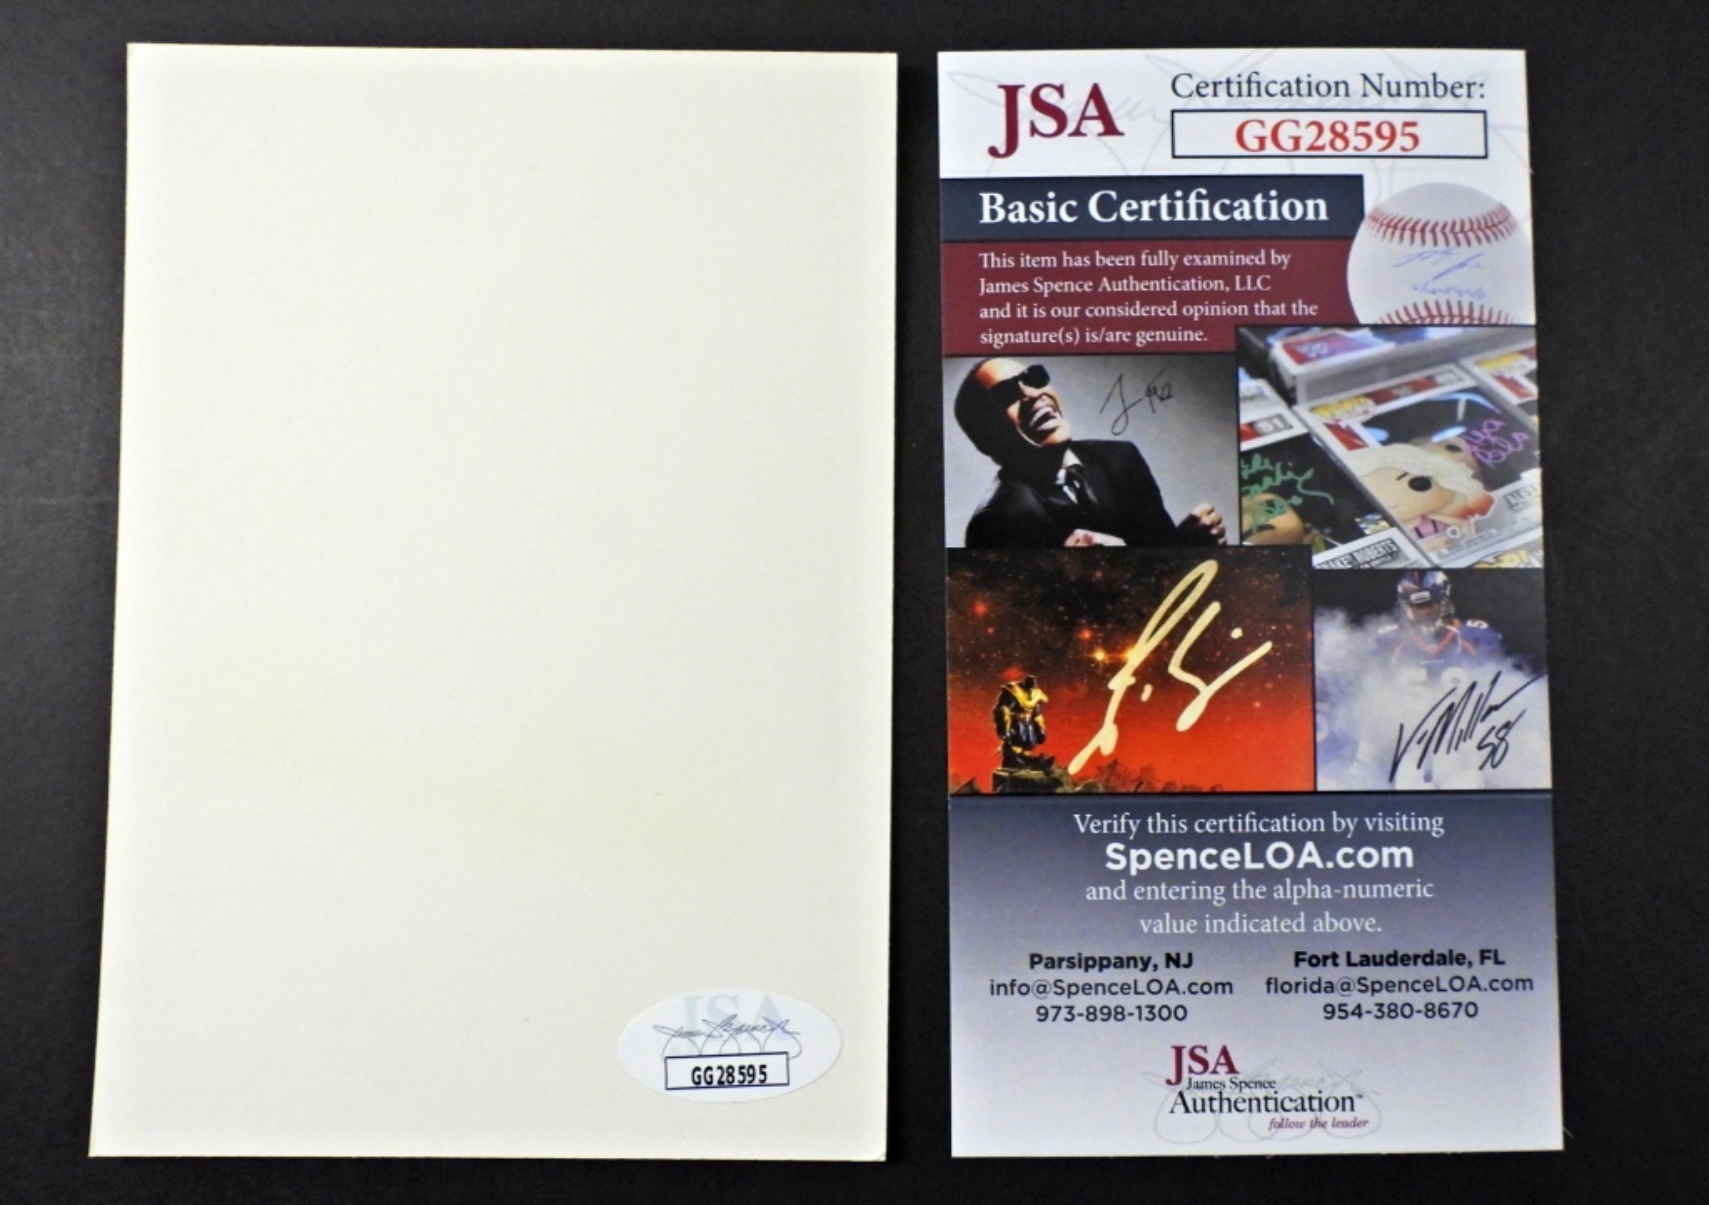 JSA
GG28595
JSA
Certification Number:
GG28595
Basic Certification
This item has been fully examined by
James Spence Authentication, LLC
and it is our considered opinion that the
signature(s) is/are genuine.
51
58
Verify this certification by visiting
SpenceLOA.com
and entering the alpha-numeric
value indicated above.
Parsippany, NJ
info@SpenceLOA.com
973-898-1300
Fort Lauderdale, FL
florida@SpenceLOA.com
954-380-8670
JSA
James Spence
Authentication™
follow the leader